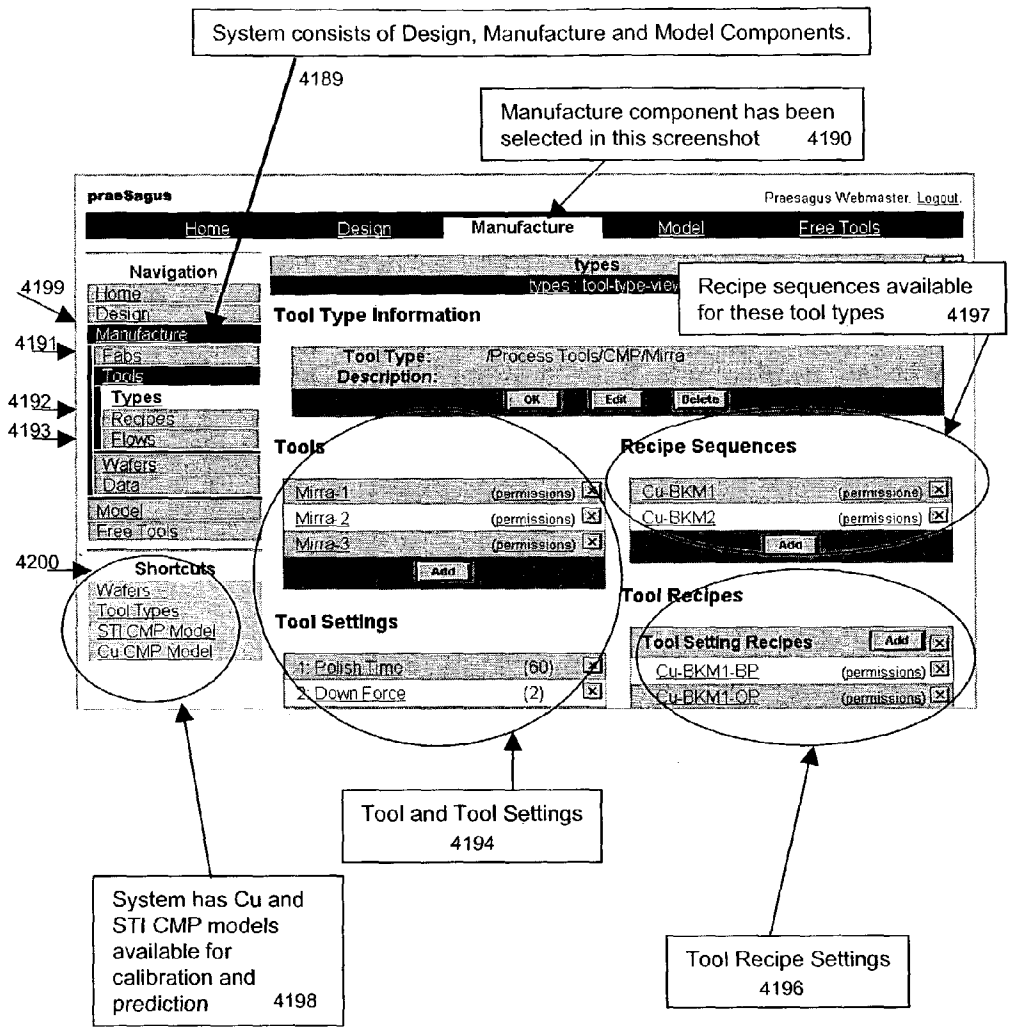 System consists of Design, Manufacture and Model Components.
4189
Manufacture component has been
selected in this screenshot 4190
praeSagus
Praesagus Webmaster. Logout.
Home Design Manufacture Model Free Tools
Navigation
types
types : tool-type-view
Recipe sequences available
for these tool types 4197
4199
Home
Design
Manufacture
4191
Fabs
Tools
4192
Types
Recipes
4193
Flows
Wafers
Data
Model
Free Tools
Tool Type Information
Tool Type: /Process Tools/CMP/Mirra
Description:
OK Edit Delete
Tools
Mirra-1 (permissions) X
Mirra-2 (permissions) X
Mirra-3 (permissions) X
Add
Recipe Sequences
Cu-BKM1 (permissions) X
Cu-BKM2 (permissions) X
Add
4200
Shortcuts
Wafers
Tool Types
STI CMP Model
Cu CMP Model
Tool Settings
1: Polish Time (60) X
2: Down Force (2) X
Tool Recipes
Tool Setting Recipes Add X
Cu-BKM1-BP (permissions) X
Cu-BKM1-OP (permissions) X
Tool and Tool Settings
4194
System has Cu and
STI CMP models
available for
calibration and
prediction 4198
Tool Recipe Settings
4196